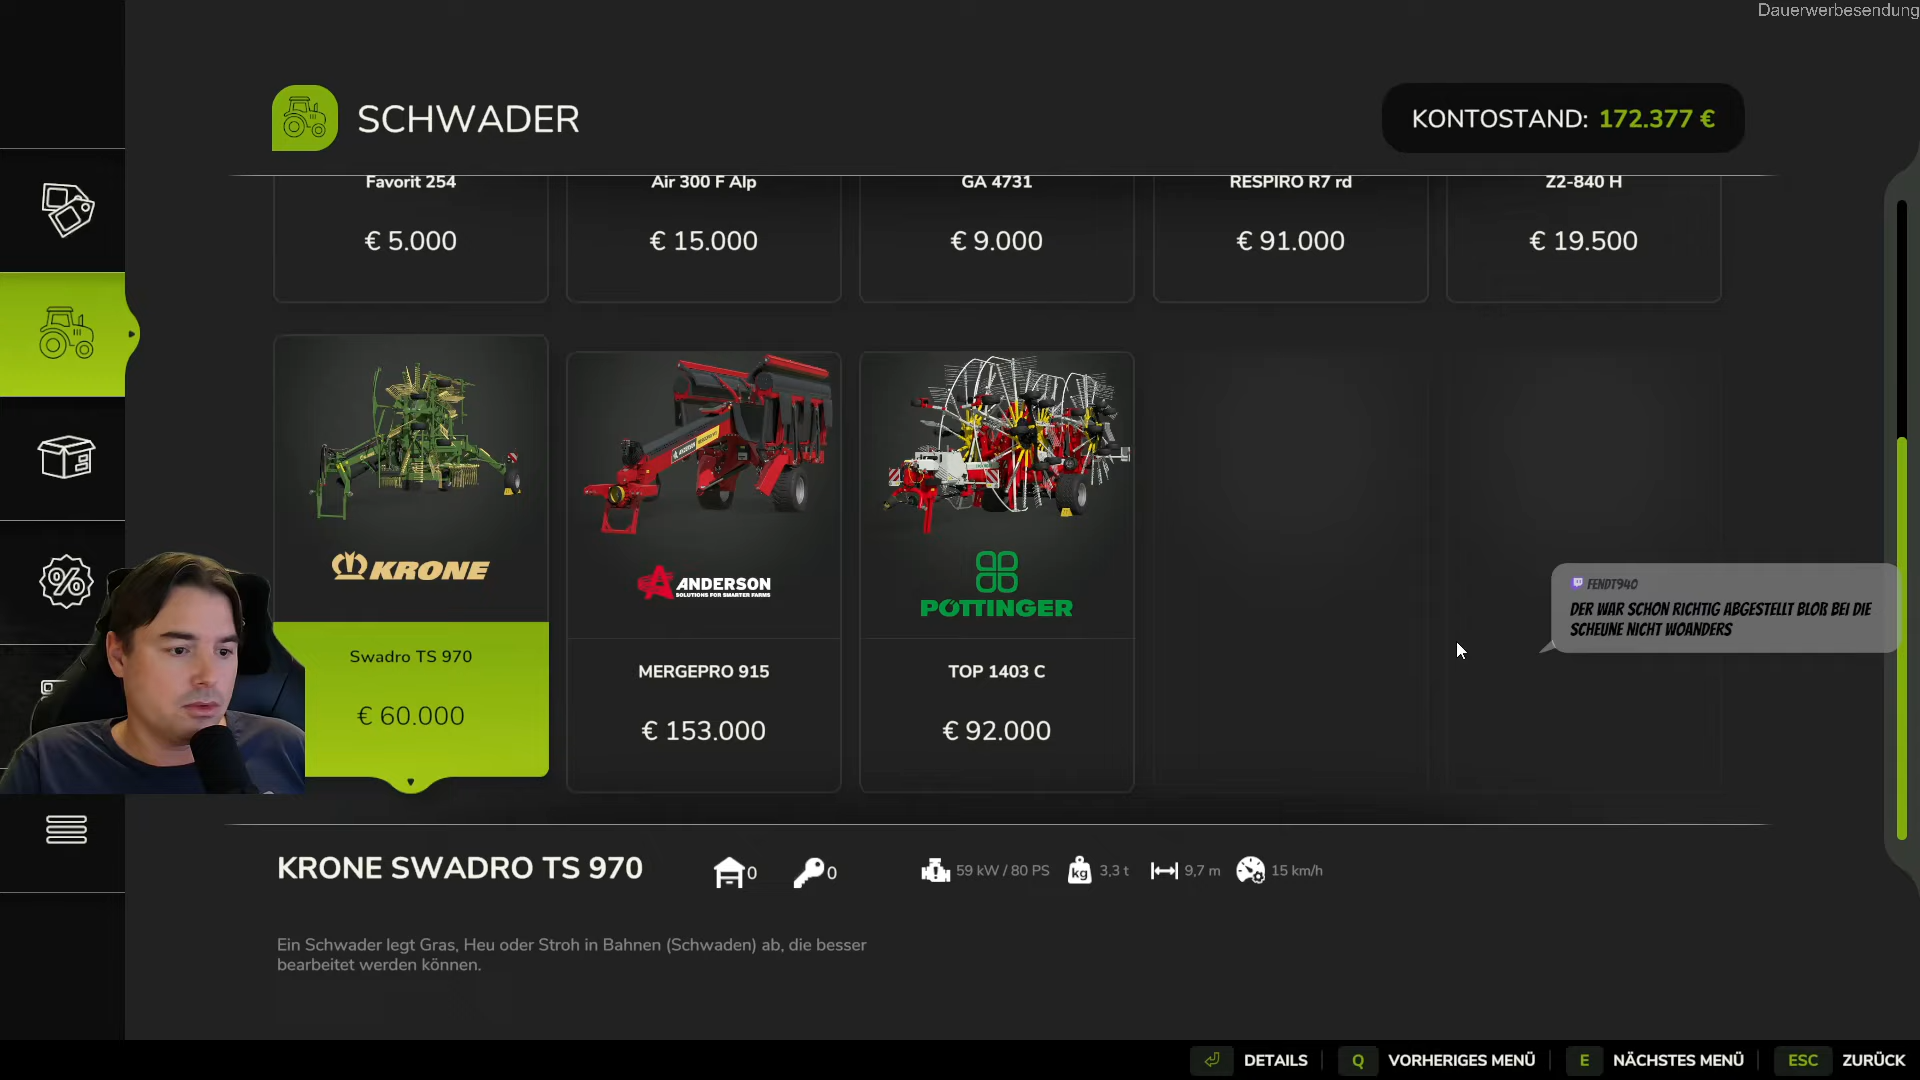 Dauerwerbesendung
SCHWADER
KONTOSTAND: 172.377 €
Favorit 254
Air 300 F Alp
GA 4731
RESPIRO R7 rd
Z2-840 H
€ 5.000
€ 15.000
€ 9.000
€ 91.000
€ 19.500
KRONE
ANDERSON
SOLUTIONS FOR SMARTER FARMS
PÖTTINGER
FENDT940
DER WAR SCHON RICHTIG ABGESTELLT BLOß BEI DIE
SCHEUNE NICHT WOANDERS
Swadro TS 970
MERGEPRO 915
TOP 1403 C
€ 60.000
€ 153.000
€ 92.000
KRONE SWADRO TS 970
0
0
59 kW / 80 PS
kg
3,3 t
9,7 m
15 km/h
Ein Schwader legt Gras, Heu oder Stroh in Bahnen (Schwaden) ab, die besser
bearbeitet werden können.
DETAILS
Q
VORHERIGES MENÜ
E
NÄCHSTES MENÜ
ESC
ZURÜCK